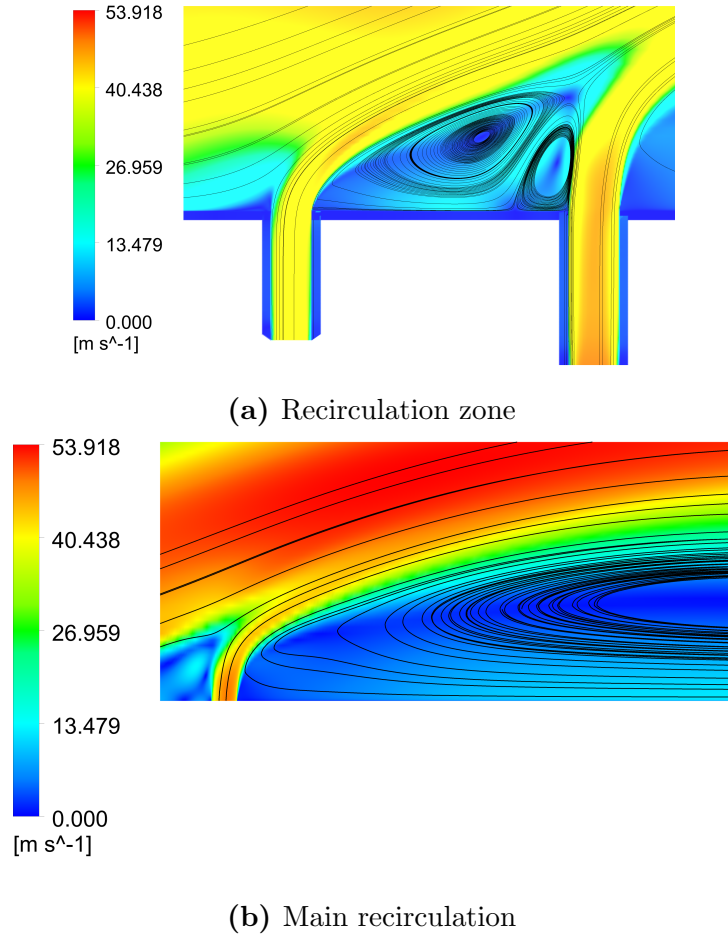 53.918
40.438
26.959
13.479
0.000
[m s^-1]
(a) Recirculation zone
53.918
40.438
26.959
13.479
0.000
[m s^-1]
(b) Main recirculation